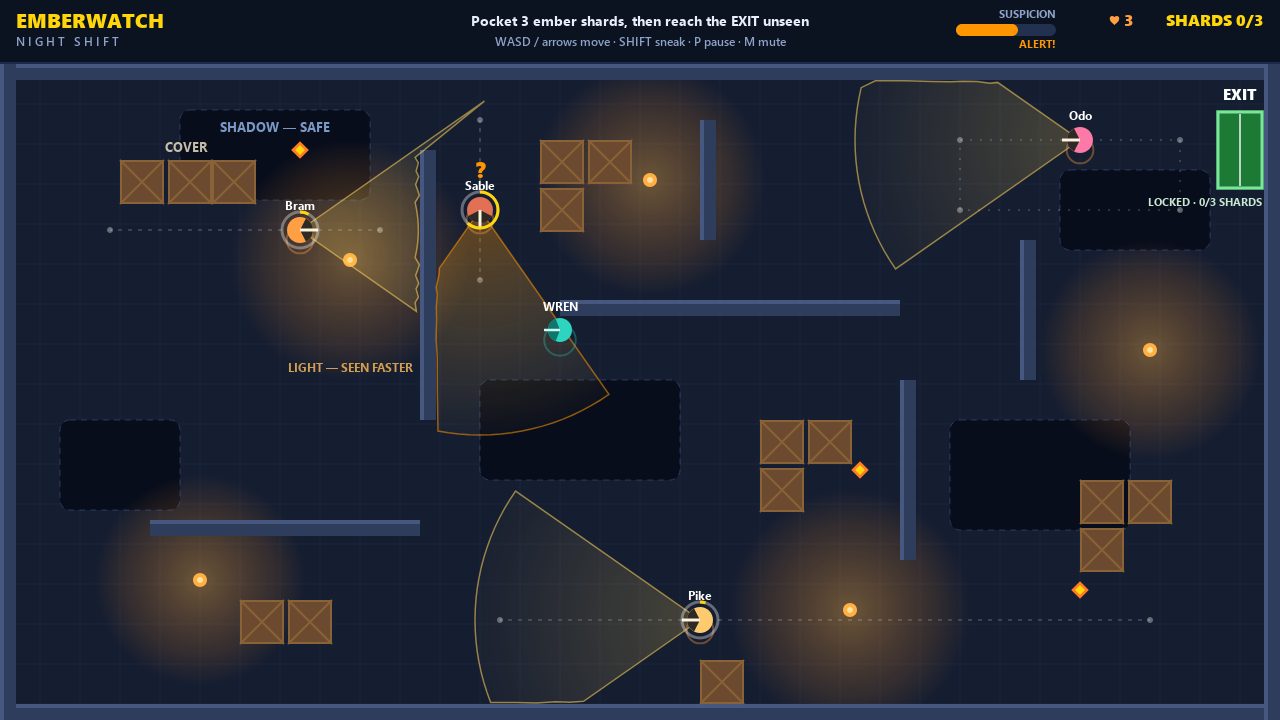 EMBERWATCH
NIGHT SHIFT
Pocket 3 ember shards, then reach the EXIT unseen
WASD / arrows move · SHIFT sneak · P pause · M mute
SUSPICION
ALERT!
♥ 3
SHARDS 0/3
EXIT
LOCKED · 0/3 SHARDS
Odo
SHADOW — SAFE
COVER
?
Sable
Bram
WREN
LIGHT — SEEN FASTER
Pike